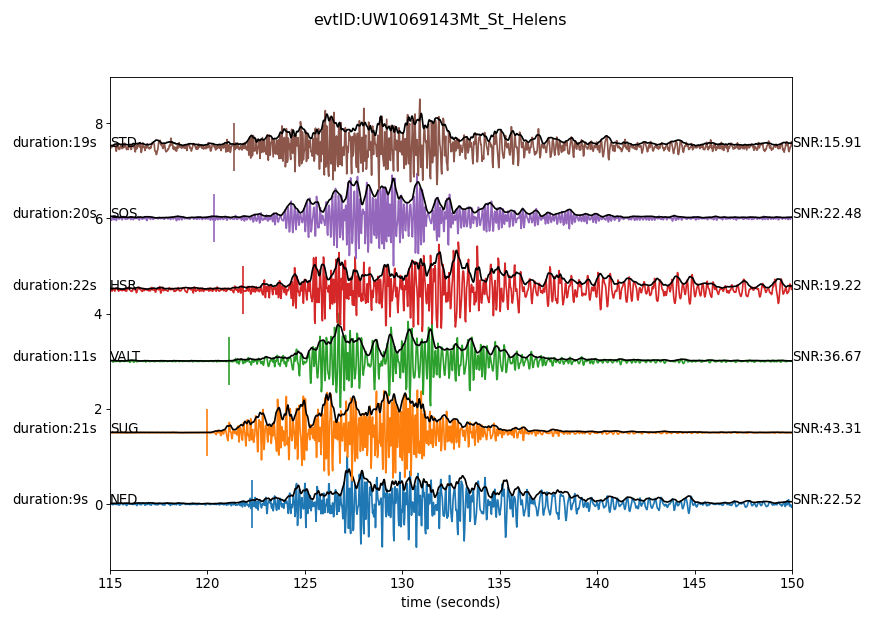 evtID:UW1069143Mt_St_Helens
8
duration:19s STD SNR:15.91
duration:20s SOS SNR:22.48
6
duration:22s HSR SNR:19.22
4
duration:11s VALT SNR:36.67
2
duration:21s SUG SNR:43.31
duration:9s NED SNR:22.52
0
115 120 125 130 135 140 145 150
time (seconds)